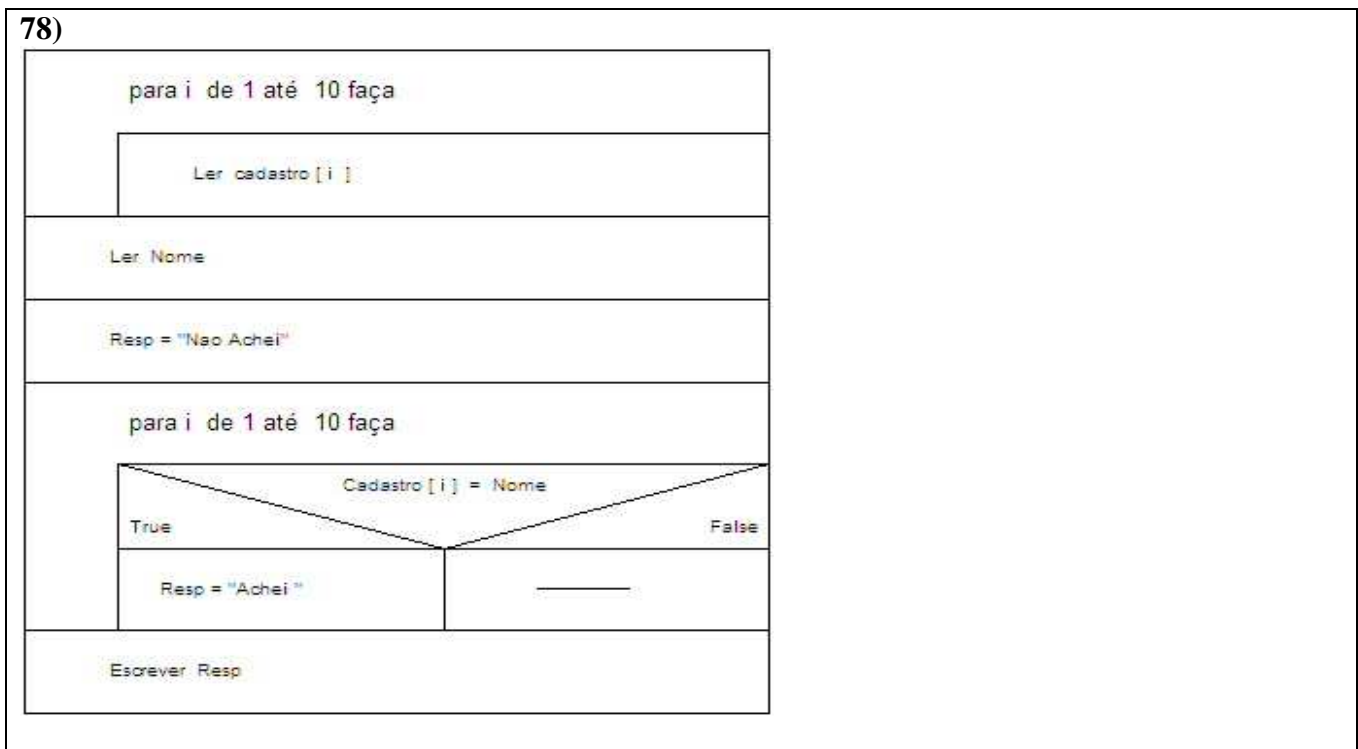 78)
para i de 1 até 10 faça
Ler cadastro [ i ]
Ler Nome
Resp = "Nao Achei"
para i de 1 até 10 faça
Cadastro [ i ] = Nome
True False
Resp = "Achei "
Escrever Resp